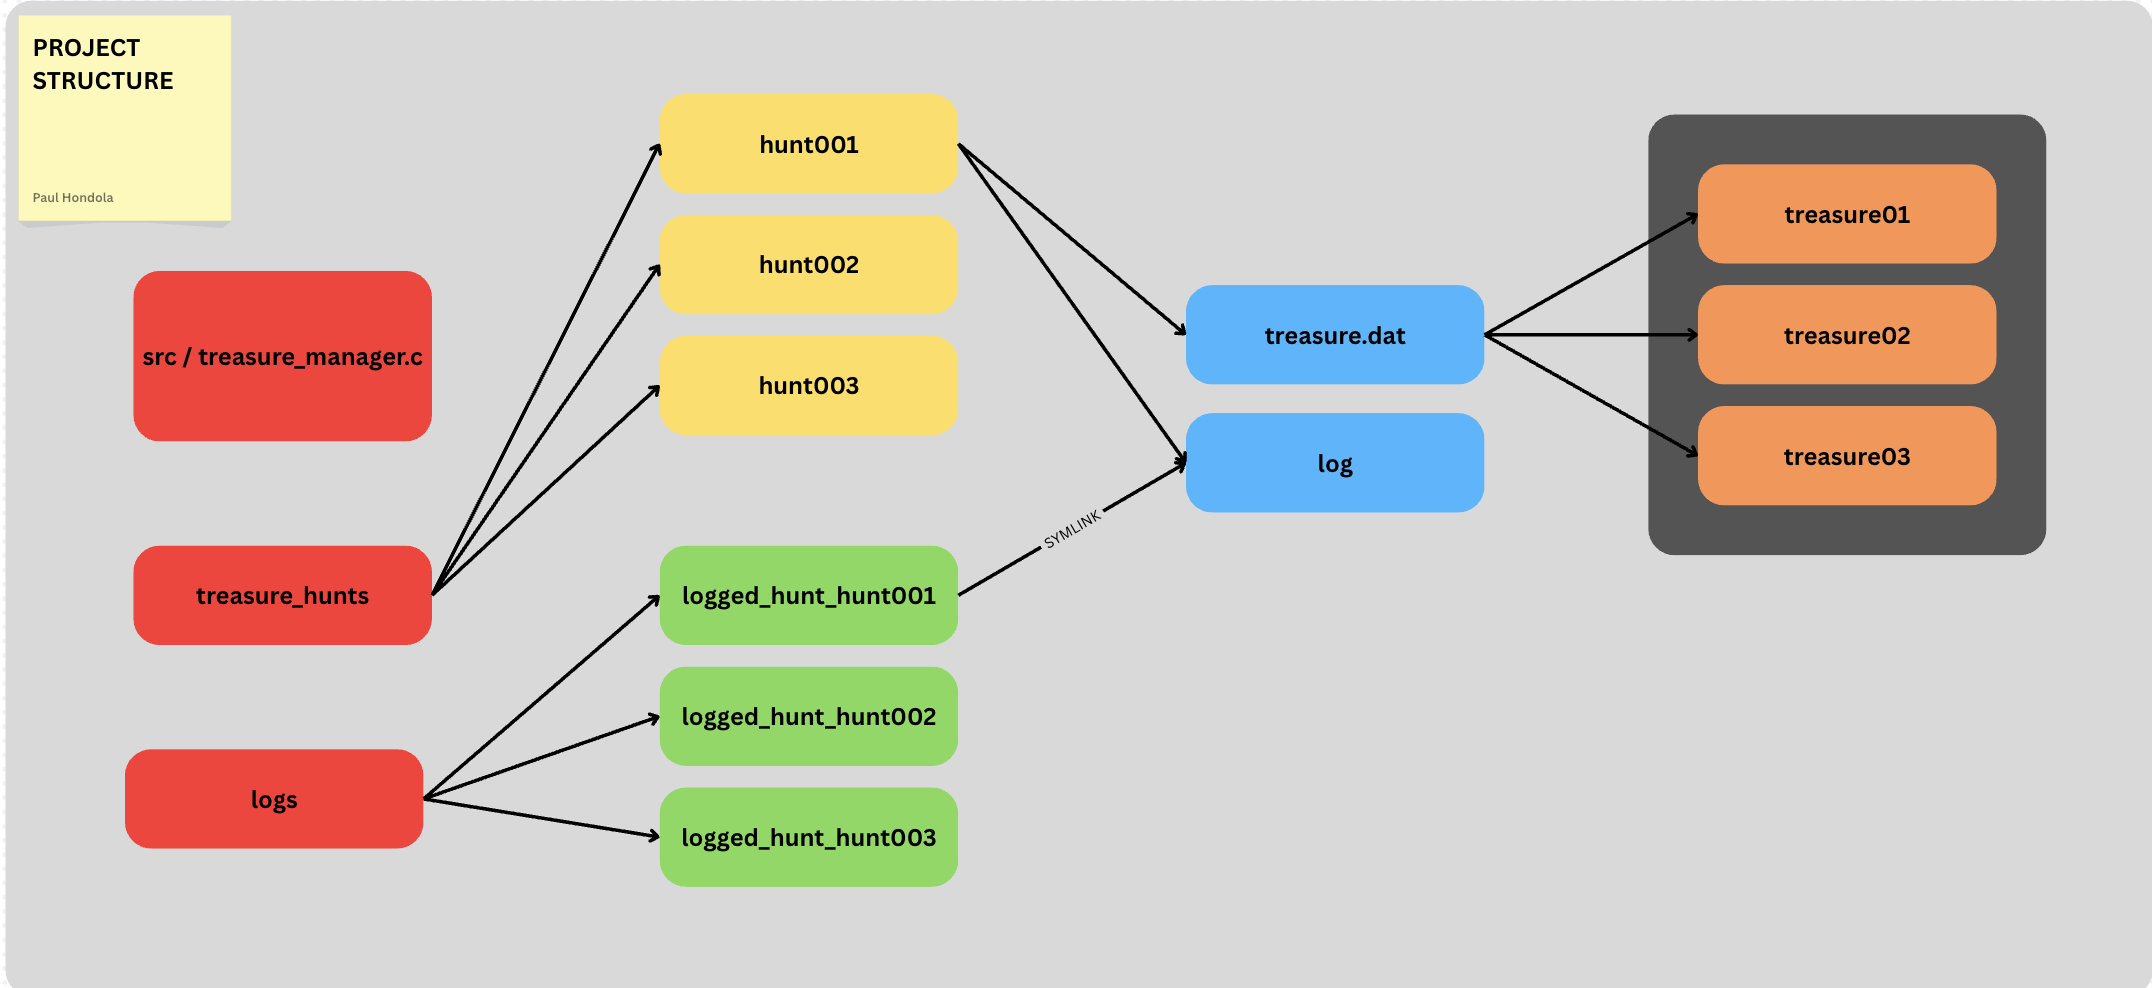 PROJECT
STRUCTURE
Paul Hondola
src / treasure_manager.c
treasure_hunts
logs
hunt001
hunt002
hunt003
logged_hunt_hunt001
logged_hunt_hunt002
logged_hunt_hunt003
SYMLINK
treasure.dat
log
treasure01
treasure02
treasure03